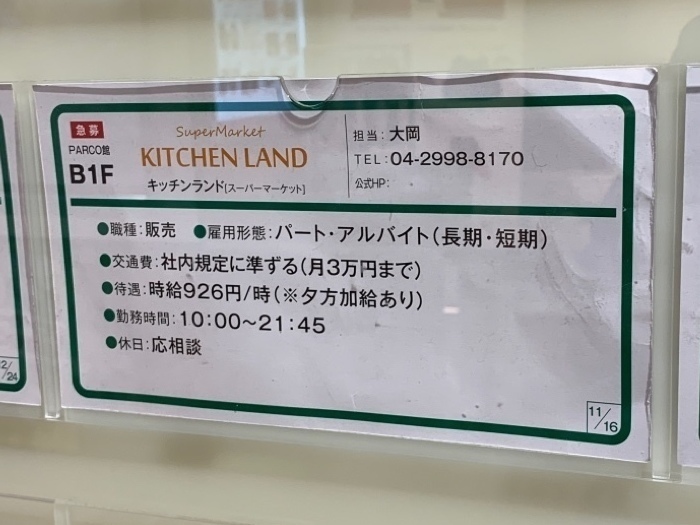 急募
PARCO館
B1F
SuperMarket
KITCHEN LAND
キッチンランド[スーパーマーケット]
担当:大岡
TEL:04-2998-8170
公式HP:
●職種:販売 ●雇用形態:パート・アルバイト(長期・短期)
●交通費:社内規定に準ずる(月3万円まで)
●待遇:時給926円/時(※夕方加給あり)
●勤務時間:10:00〜21:45
●休日:応相談
11/16
2/24